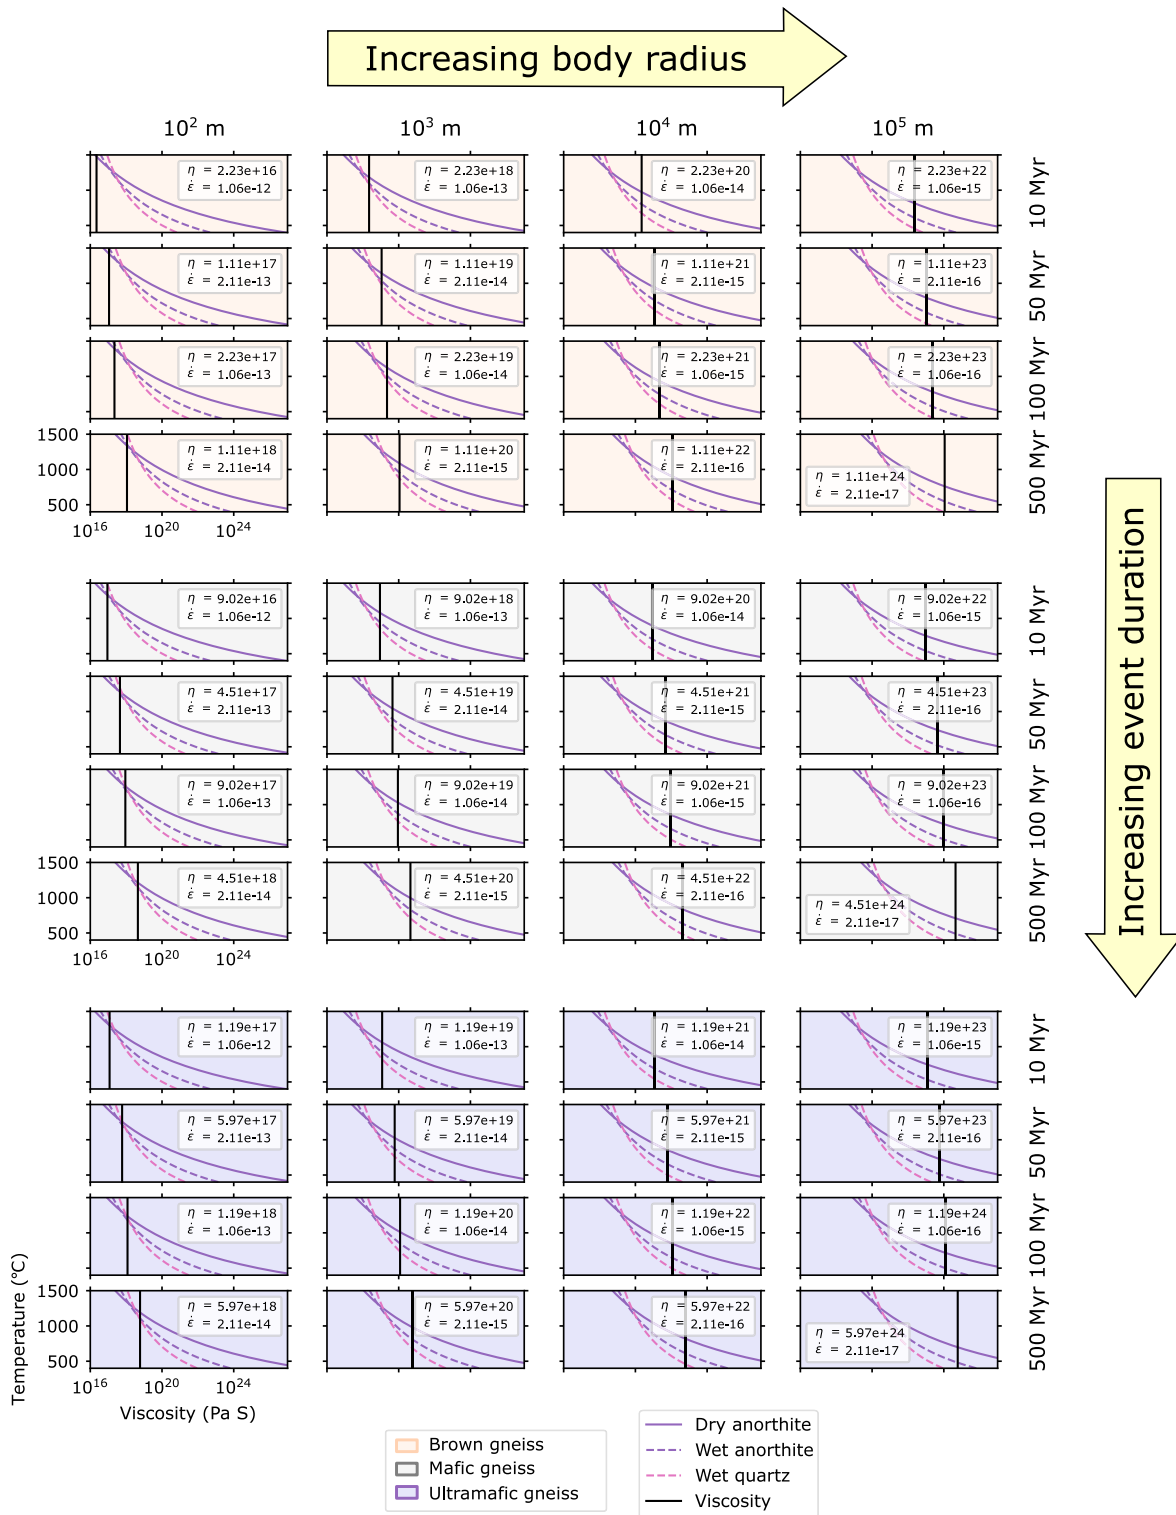 Increasing body radius
10² m 10³ m 10⁴ m 10⁵ m
η = 2.23e+16 η = 2.23e+18 η = 2.23e+20 η = 2.23e+22
ε̇ = 1.06e-12 ε̇ = 1.06e-13 ε̇ = 1.06e-14 ε̇ = 1.06e-15
10 Myr
η = 1.11e+17 η = 1.11e+19 η = 1.11e+21 η = 1.11e+23
ε̇ = 2.11e-13 ε̇ = 2.11e-14 ε̇ = 2.11e-15 ε̇ = 2.11e-16
50 Myr
η = 2.23e+17 η = 2.23e+19 η = 2.23e+21 η = 2.23e+23
ε̇ = 1.06e-13 ε̇ = 1.06e-14 ε̇ = 1.06e-15 ε̇ = 1.06e-16
100 Myr
1500
1000
500
η = 1.11e+18 η = 1.11e+20 η = 1.11e+22 η = 1.11e+24
ε̇ = 2.11e-14 ε̇ = 2.11e-15 ε̇ = 2.11e-16 ε̇ = 2.11e-17
500 Myr
10¹⁶ 10²⁰ 10²⁴
Increasing event duration
η = 9.02e+16 η = 9.02e+18 η = 9.02e+20 η = 9.02e+22
ε̇ = 1.06e-12 ε̇ = 1.06e-13 ε̇ = 1.06e-14 ε̇ = 1.06e-15
10 Myr
η = 4.51e+17 η = 4.51e+19 η = 4.51e+21 η = 4.51e+23
ε̇ = 2.11e-13 ε̇ = 2.11e-14 ε̇ = 2.11e-15 ε̇ = 2.11e-16
50 Myr
η = 9.02e+17 η = 9.02e+19 η = 9.02e+21 η = 9.02e+23
ε̇ = 1.06e-13 ε̇ = 1.06e-14 ε̇ = 1.06e-15 ε̇ = 1.06e-16
100 Myr
1500
1000
500
η = 4.51e+18 η = 4.51e+20 η = 4.51e+22 η = 4.51e+24
ε̇ = 2.11e-14 ε̇ = 2.11e-15 ε̇ = 2.11e-16 ε̇ = 2.11e-17
500 Myr
10¹⁶ 10²⁰ 10²⁴
η = 1.19e+17 η = 1.19e+19 η = 1.19e+21 η = 1.19e+23
ε̇ = 1.06e-12 ε̇ = 1.06e-13 ε̇ = 1.06e-14 ε̇ = 1.06e-15
10 Myr
η = 5.97e+17 η = 5.97e+19 η = 5.97e+21 η = 5.97e+23
ε̇ = 2.11e-13 ε̇ = 2.11e-14 ε̇ = 2.11e-15 ε̇ = 2.11e-16
50 Myr
η = 1.19e+18 η = 1.19e+20 η = 1.19e+22 η = 1.19e+24
ε̇ = 1.06e-13 ε̇ = 1.06e-14 ε̇ = 1.06e-15 ε̇ = 1.06e-16
100 Myr
Temperature (°C)
1500
1000
500
η = 5.97e+18 η = 5.97e+20 η = 5.97e+22 η = 5.97e+24
ε̇ = 2.11e-14 ε̇ = 2.11e-15 ε̇ = 2.11e-16 ε̇ = 2.11e-17
500 Myr
10¹⁶ 10²⁰ 10²⁴
Viscosity (Pa S)
Brown gneiss
Mafic gneiss
Ultramafic gneiss
Dry anorthite
Wet anorthite
Wet quartz
Viscosity